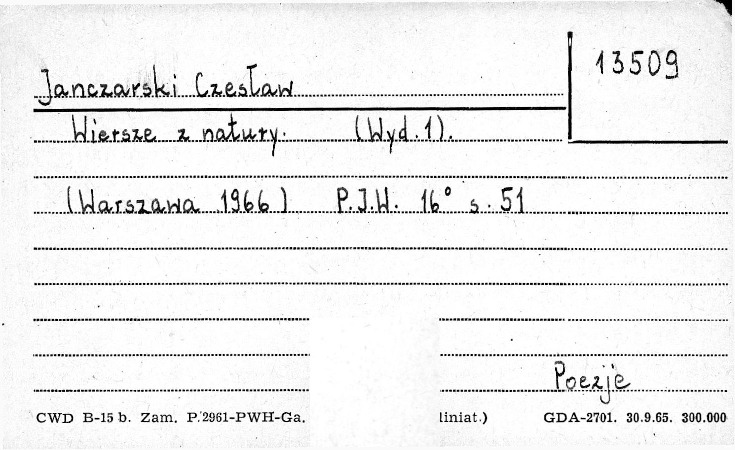 13509
Janczarski Czesław
Wiersze z natury. (Wyd.1).
(Warszawa 1966) P.J.W. 16° s. 51
Poezje
CWD B-15 b. Zam. P.2961-PWH-Ga. liniat.) GDA-2701. 30.9.65. 300.000